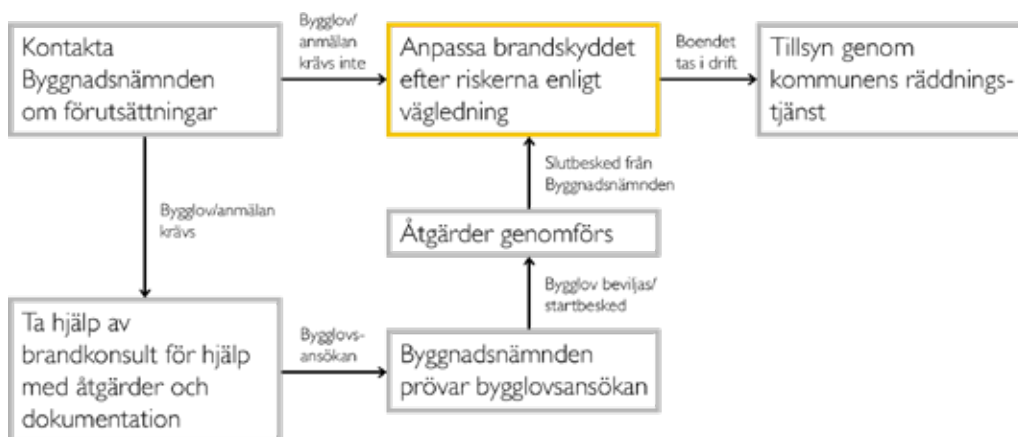 Kontakta
Byggnadsnämnden
om förutsättningar
Bygglov/
anmälan
krävs inte
Anpassa brandskyddet
efter riskerna enligt
vägledning
Boendet
tas i drift
Tillsyn genom
kommunens räddnings-
tjänst
Bygglov/anmälan
krävs
Slutbesked från
Byggnadsnämnden
Åtgärder genomförs
Bygglov beviljas/
startbesked
Ta hjälp av
brandkonsult för hjälp
med åtgärder och
dokumentation
Bygglovs-
ansökan
Byggnadsnämnden
prövar bygglovsansökan